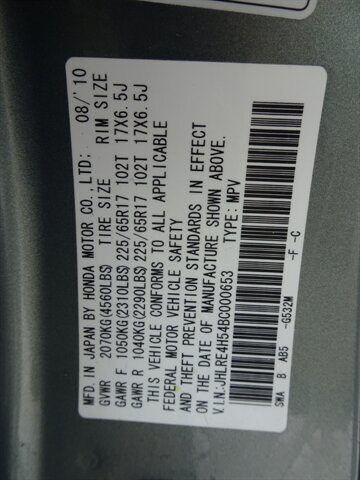 MFD. IN JAPAN BY HONDA MOTOR CO.,LTD; 08/'10
GVWR 2070KG(4560LBS) TIRE SIZE RIM SIZE
GAWR F 1050KG(2310LBS) 225/65R17 102T 17X6.5J
GAWR R 1040KG(2290LBS) 225/65R17 102T 17X6.5J
THIS VEHICLE CONFORMS TO ALL APPLICABLE
FEDERAL MOTOR VEHICLE SAFETY
AND THEFT PREVENTION STANDARDS IN EFFECT
ON THE DATE OF MANUFACTURE SHOWN ABOVE.
V.I.N:JHLRE4H54BC000653 TYPE: MPV
SWA B AB5 -G532M -F -C